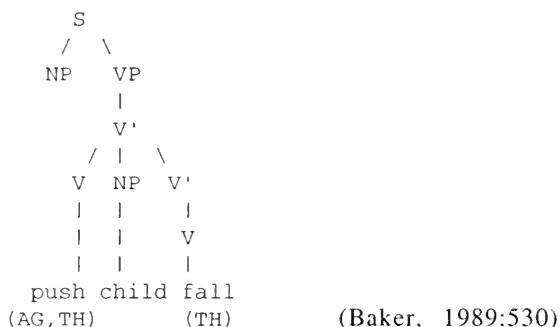 S
/ \
NP VP
|
V'
/ | \
V NP V'
| | |
| | V
| | |
push child fall
(AG,TH) (TH) (Baker, 1989:530)